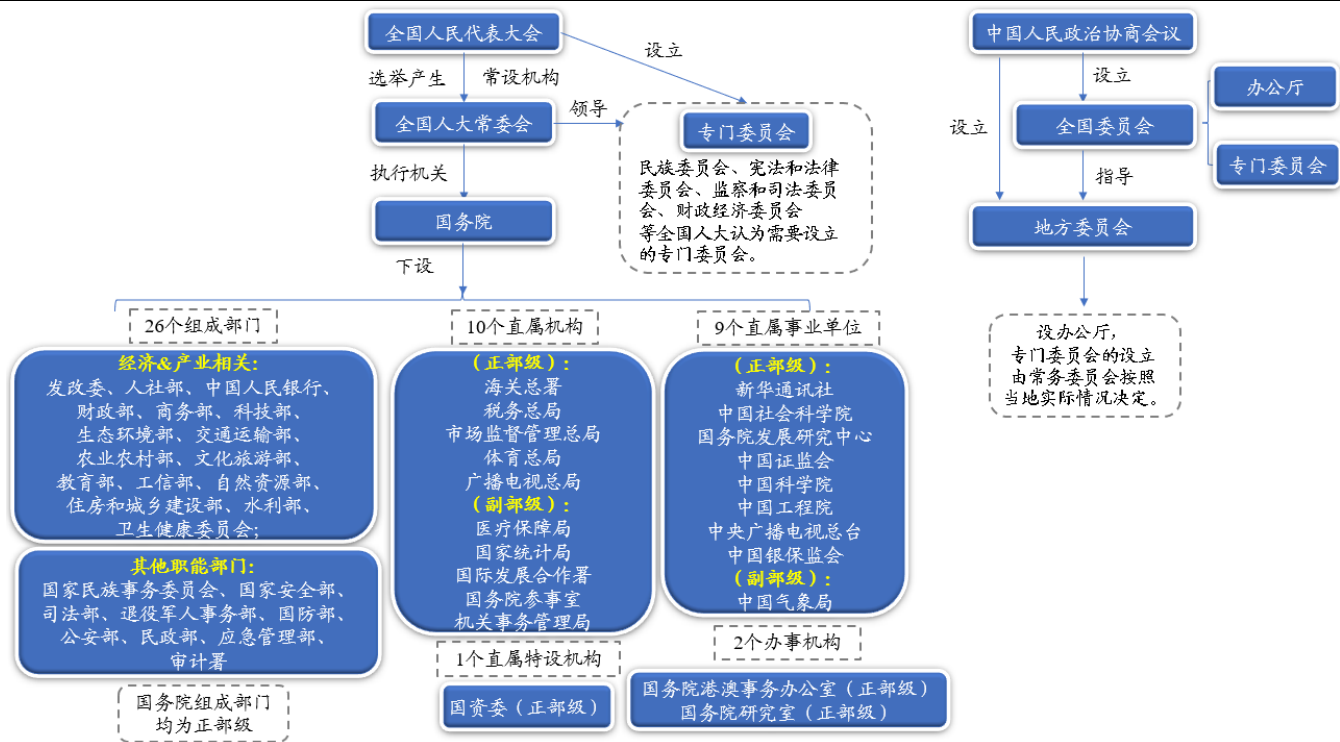 全国人民代表大会
设立
选举产生
常设机构
全国人大常委会
领导
专门委员会
民族委员会、宪法和法律
委员会、监察和司法委员
会、财政经济委员会
等全国人大认为需要设立
的专门委员会。
执行机关
国务院
下设
26个组成部门
经济&产业相关:
发改委、人社部、中国人民银行、
财政部、商务部、科技部、
生态环境部、交通运输部、
农业农村部、文化旅游部、
教育部、工信部、自然资源部、
住房和城乡建设部、水利部、
卫生健康委员会;
其他职能部门:
国家民族事务委员会、国家安全部、
司法部、退役军人事务部、国防部、
公安部、民政部、应急管理部、
审计署
国务院组成部门
均为正部级
10个直属机构
(正部级):
海关总署
税务总局
市场监督管理总局
体育总局
广播电视总局
(副部级):
医疗保障局
国家统计局
国际发展合作署
国务院参事室
机关事务管理局
1个直属特设机构
国资委（正部级）
9个直属事业单位
(正部级):
新华通讯社
中国社会科学院
国务院发展研究中心
中国证监会
中国科学院
中国工程院
中央广播电视总台
中国银保监会
(副部级):
中国气象局
2个办事机构
国务院港澳事务办公室（正部级）
国务院研究室（正部级）
中国人民政治协商会议
设立
设立
全国委员会
办公厅
专门委员会
指导
地方委员会
设办公厅，
专门委员会的设立
由常务委员会按照
当地实际情况决定。